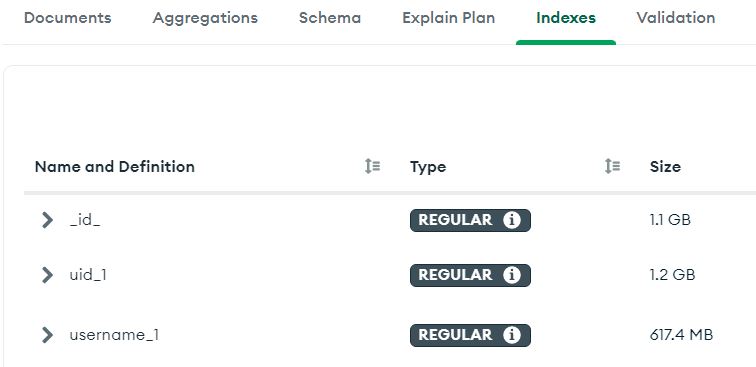 Documents Aggregations Schema Explain Plan Indexes Validation
Name and Definition Type Size
_id_ REGULAR 1.1 GB
uid_1 REGULAR 1.2 GB
username_1 REGULAR 617.4 MB